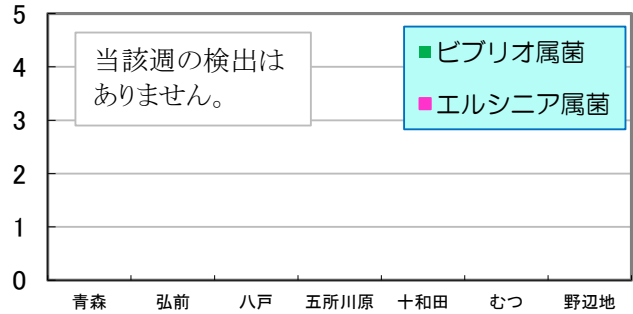 5
4
3
2
1
0
当該週の検出は
ありません。
■ビブリオ属菌
■エルシニア属菌
青森 弘前 八戸 五所川原 十和田 むつ 野辺地